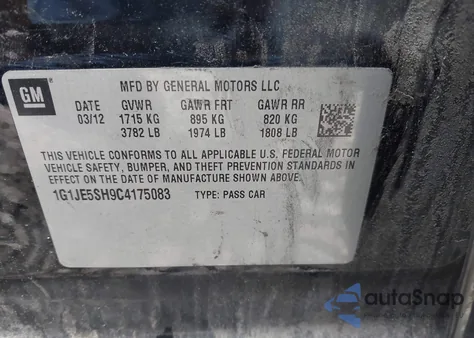 GM
MFD BY GENERAL MOTORS LLC
DATE GVWR GAWR FRT GAWR RR
03/12 1715 KG 895 KG 820 KG
3782 LB 1974 LB 1808 LB
THIS VEHICLE CONFORMS TO ALL APPLICABLE U.S. FEDERAL MOTOR
VEHICLE SAFETY, BUMPER, AND THEFT PREVENTION STANDARDS IN
EFFECT ON THE DATE OF MANUFACTURE SHOWN ABOVE.
1G1JE5SH9C4175083 TYPE: PASS CAR
autoSnap